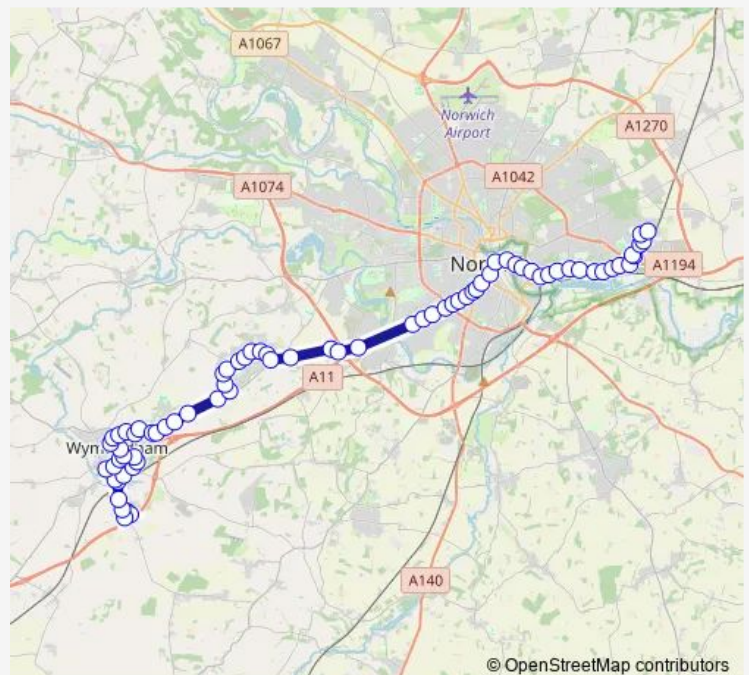 A1067
Norwich
Airport
A1270
A1074
A1042
Nor
A1194
A11
Wym
ham
A140
© OpenStreetMap contributors